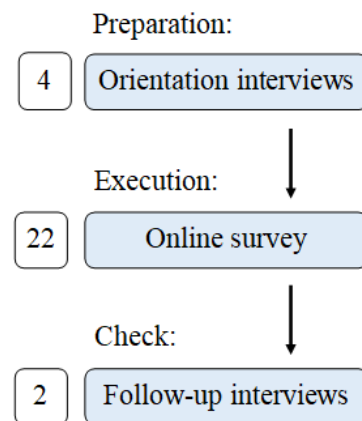 Preparation:
4 Orientation interviews
Execution:
22 Online survey
Check:
2 Follow-up interviews